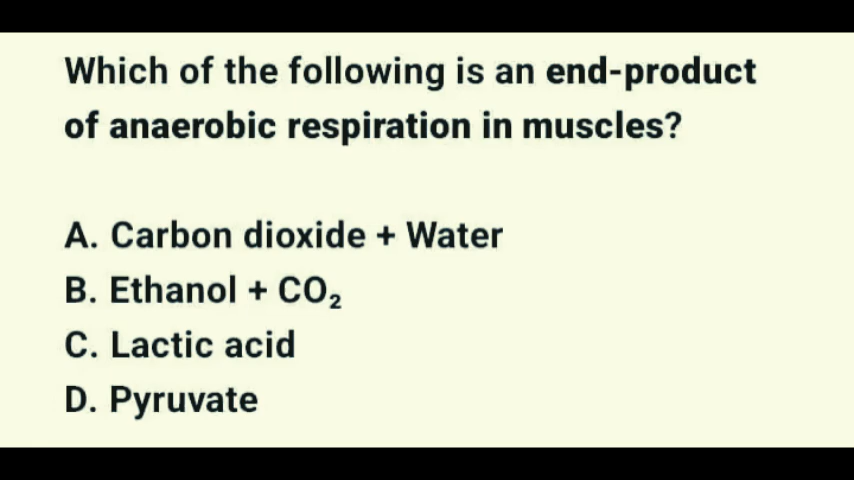 Which of the following is an end-product
of anaerobic respiration in muscles?
A. Carbon dioxide + Water
B. Ethanol + CO₂
C. Lactic acid
D. Pyruvate